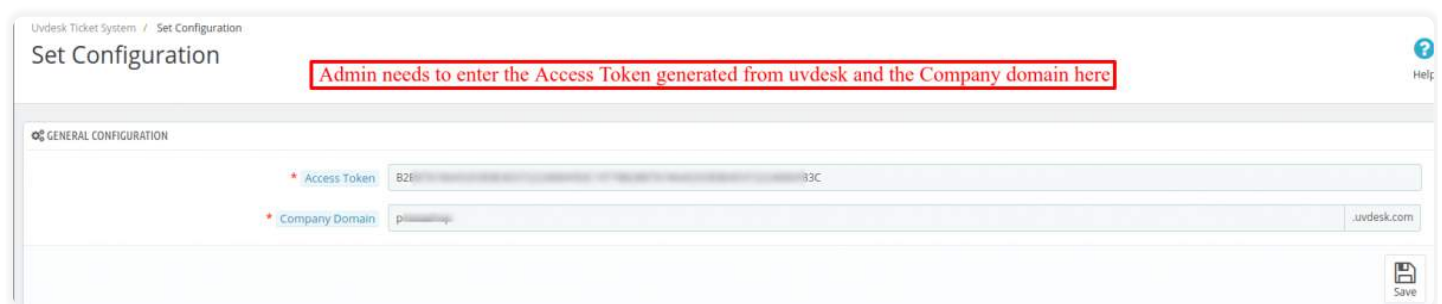 Uvdesk Ticket System / Set Configuration
Set Configuration
Admin needs to enter the Access Token generated from uvdesk and the Company domain here
Help
GENERAL CONFIGURATION
* Access Token
* Company Domain
.uvdesk.com
Save